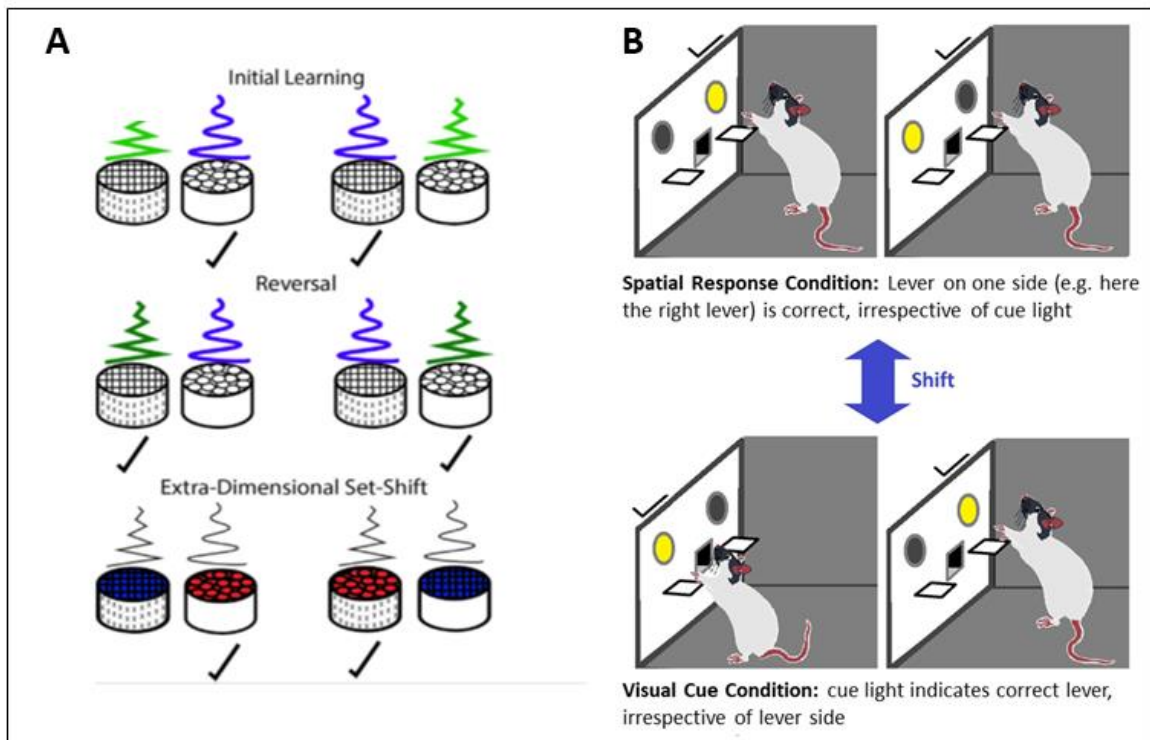 A
Initial Learning
Reversal
Extra-Dimensional Set-Shift
B
Spatial Response Condition: Lever on one side (e.g. here
the right lever) is correct, irrespective of cue light
Shift
Visual Cue Condition: cue light indicates correct lever,
irrespective of lever side